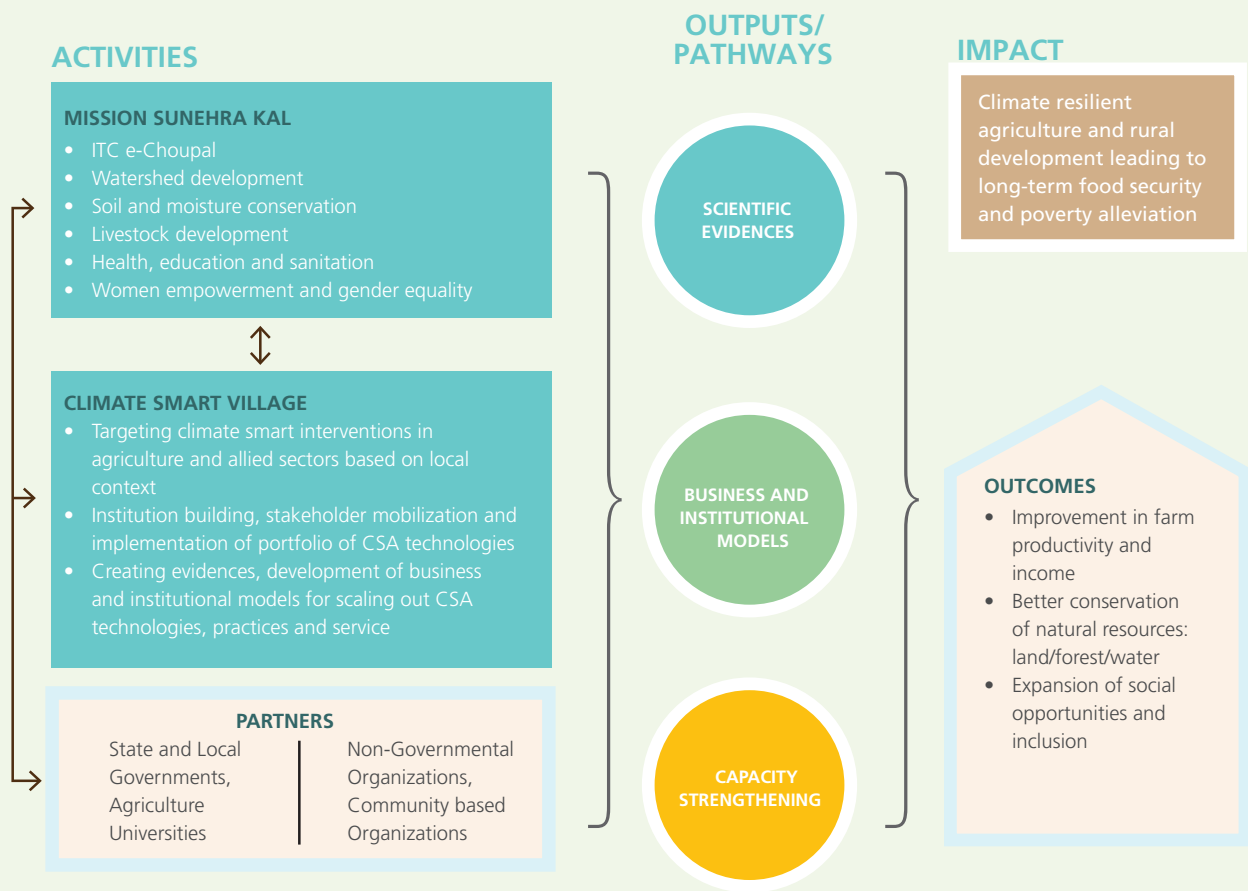 ACTIVITIES
MISSION SUNEHRA KAL
• ITC e-Choupal
• Watershed development
• Soil and moisture conservation
• Livestock development
• Health, education and sanitation
• Women empowerment and gender equality
CLIMATE SMART VILLAGE
• Targeting climate smart interventions in
agriculture and allied sectors based on local
context
• Institution building, stakeholder mobilization and
implementation of portfolio of CSA technologies
• Creating evidences, development of business
and institutional models for scaling out CSA
technologies, practices and service
PARTNERS
State and Local
Governments,
Agriculture
Universities
Non-Governmental
Organizations,
Community based
Organizations
OUTPUTS/
PATHWAYS
SCIENTIFIC
EVIDENCES
BUSINESS AND
INSTITUTIONAL
MODELS
CAPACITY
STRENGTHENING
IMPACT
Climate resilient
agriculture and rural
development leading to
long-term food security
and poverty alleviation
OUTCOMES
• Improvement in farm
productivity and
income
• Better conservation
of natural resources:
land/forest/water
• Expansion of social
opportunities and
inclusion